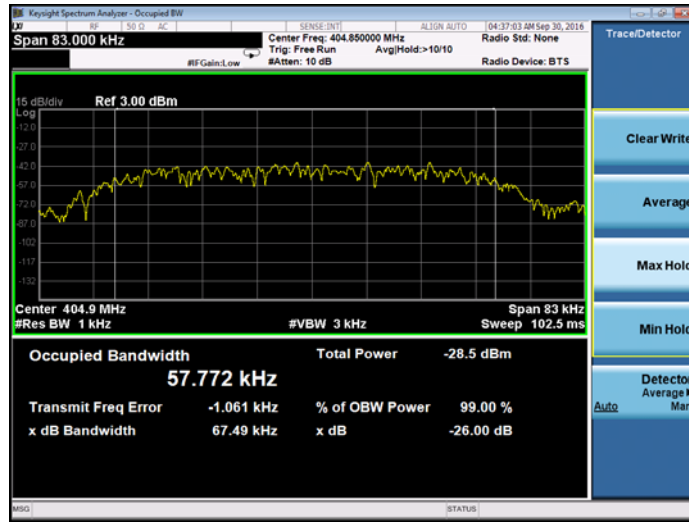 Keysight Spectrum Analyzer - Occupied BW
LXI RF 50 Ω AC SENSE:INT ALIGN AUTO 04:37:03 AM Sep 30, 2016
Span 83.000 kHz
Center Freq: 404.850000 MHz Radio Std: None
Trig: Free Run Avg|Hold:>10/10
#IFGain:Low #Atten: 10 dB Radio Device: BTS
Trace/Detector
15 dB/div Ref 3.00 dBm
Log
-12.0
-27.0
-42.0
-57.0
-72.0
-87.0
-102
-117
-132
Center 404.9 MHz Span 83 kHz
#Res BW 1 kHz #VBW 3 kHz Sweep 102.5 ms
Occupied Bandwidth Total Power -28.5 dBm
57.772 kHz
Transmit Freq Error -1.061 kHz % of OBW Power 99.00 %
x dB Bandwidth 67.49 kHz x dB -26.00 dB
Clear Write
Average
Max Hold
Min Hold
Detector
Average
Auto Man
MSG STATUS